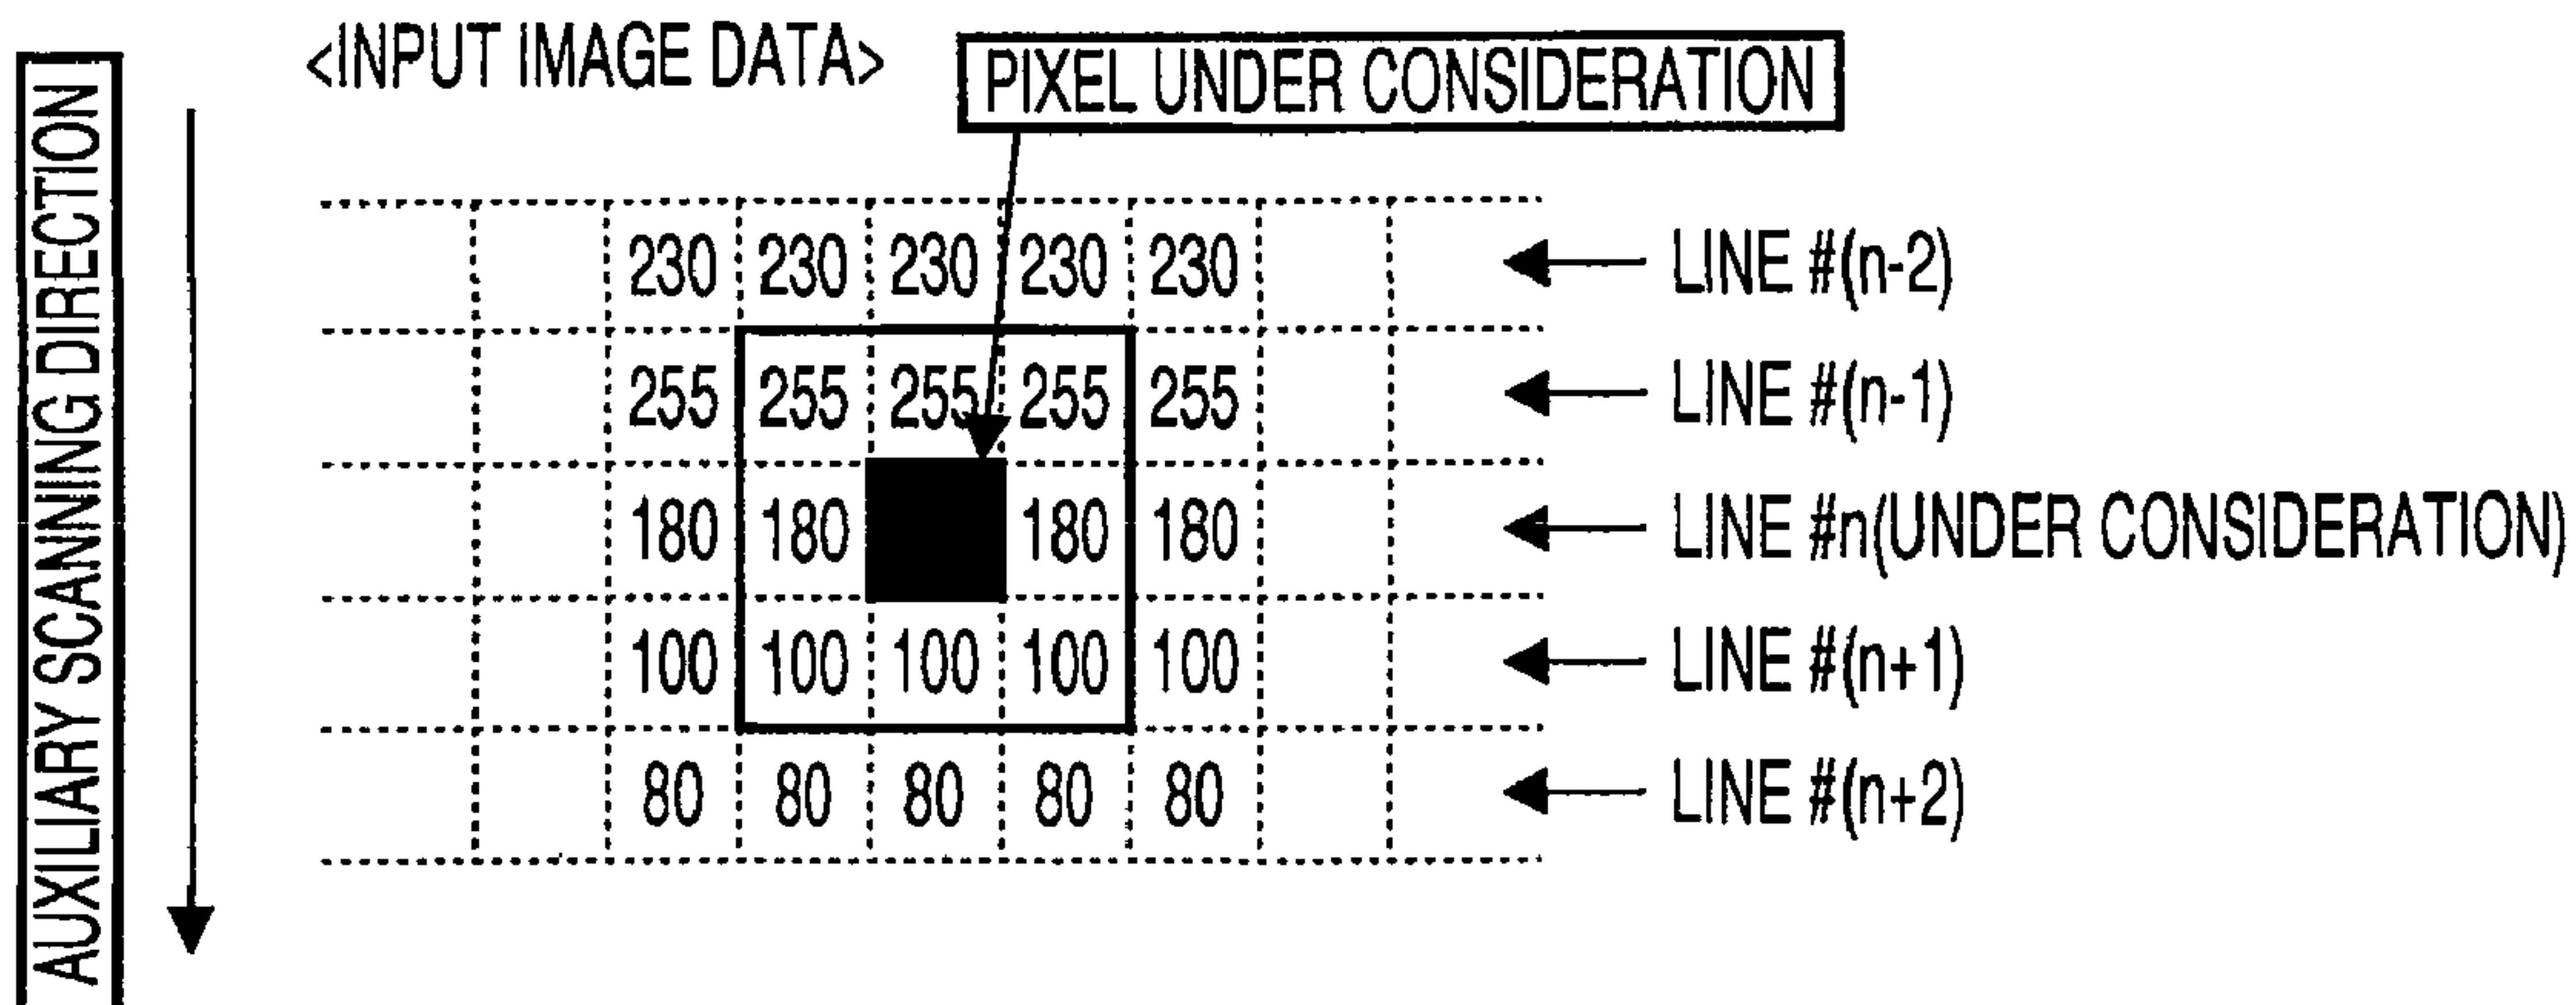 <INPUT IMAGE DATA>
PIXEL UNDER CONSIDERATION
AUXILIARY SCANNING DIRECTION
230 230 230 230 230 LINE #(n-2)
255 255 255 255 255 LINE #(n-1)
180 180 180 180 LINE #n(UNDER CONSIDERATION)
100 100 100 100 100 LINE #(n+1)
80 80 80 80 80 LINE #(n+2)